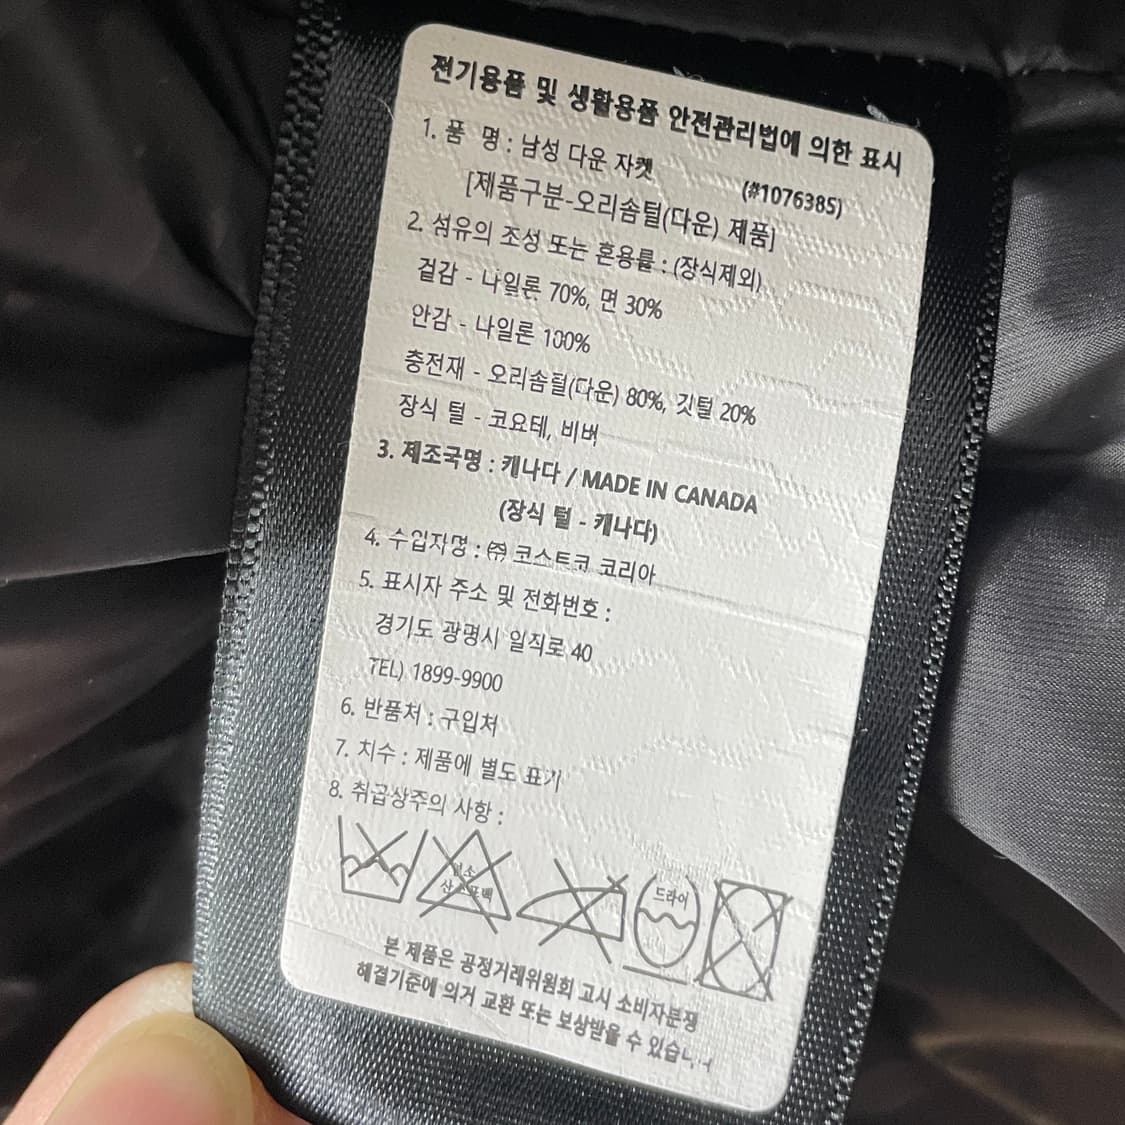 전기용품 및 생활용품 안전관리법에 의한 표시
1. 품 명 : 남성 다운 자켓 (#1076385)
[제품구분-오리솜털(다운) 제품]
2. 섬유의 조성 또는 혼용률 : (장식제외)
겉감 - 나일론 70%, 면 30%
안감 - 나일론 100%
충전재 - 오리솜털(다운) 80%, 깃털 20%
장식 털 - 코요테, 비버
3. 제조국명 : 캐나다 / MADE IN CANADA
(장식 털 - 캐나다)
4. 수입자명 : ㈜ 코스트코 코리아
5. 표시자 주소 및 전화번호 :
경기도 광명시 일직로 40
TEL) 1899-9900
6. 반품처 : 구입처
7. 치수 : 제품에 별도 표기
8. 취급상주의 사항 :
드라이
본 제품은 공정거래위원회 고시 소비자분쟁
해결기준에 의거 교환 또는 보상받을 수